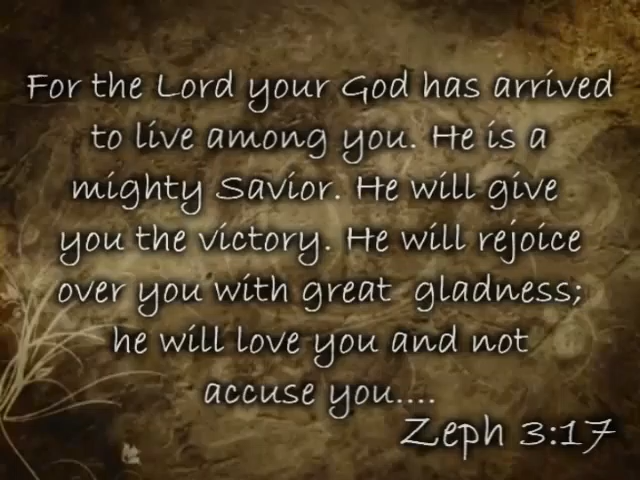 For the Lord your God has arrived
to live among you. He is a
mighty Savior. He will give
you the victory. He will rejoice
over you with great gladness;
he will love you and not
accuse you....
Zeph 3:17